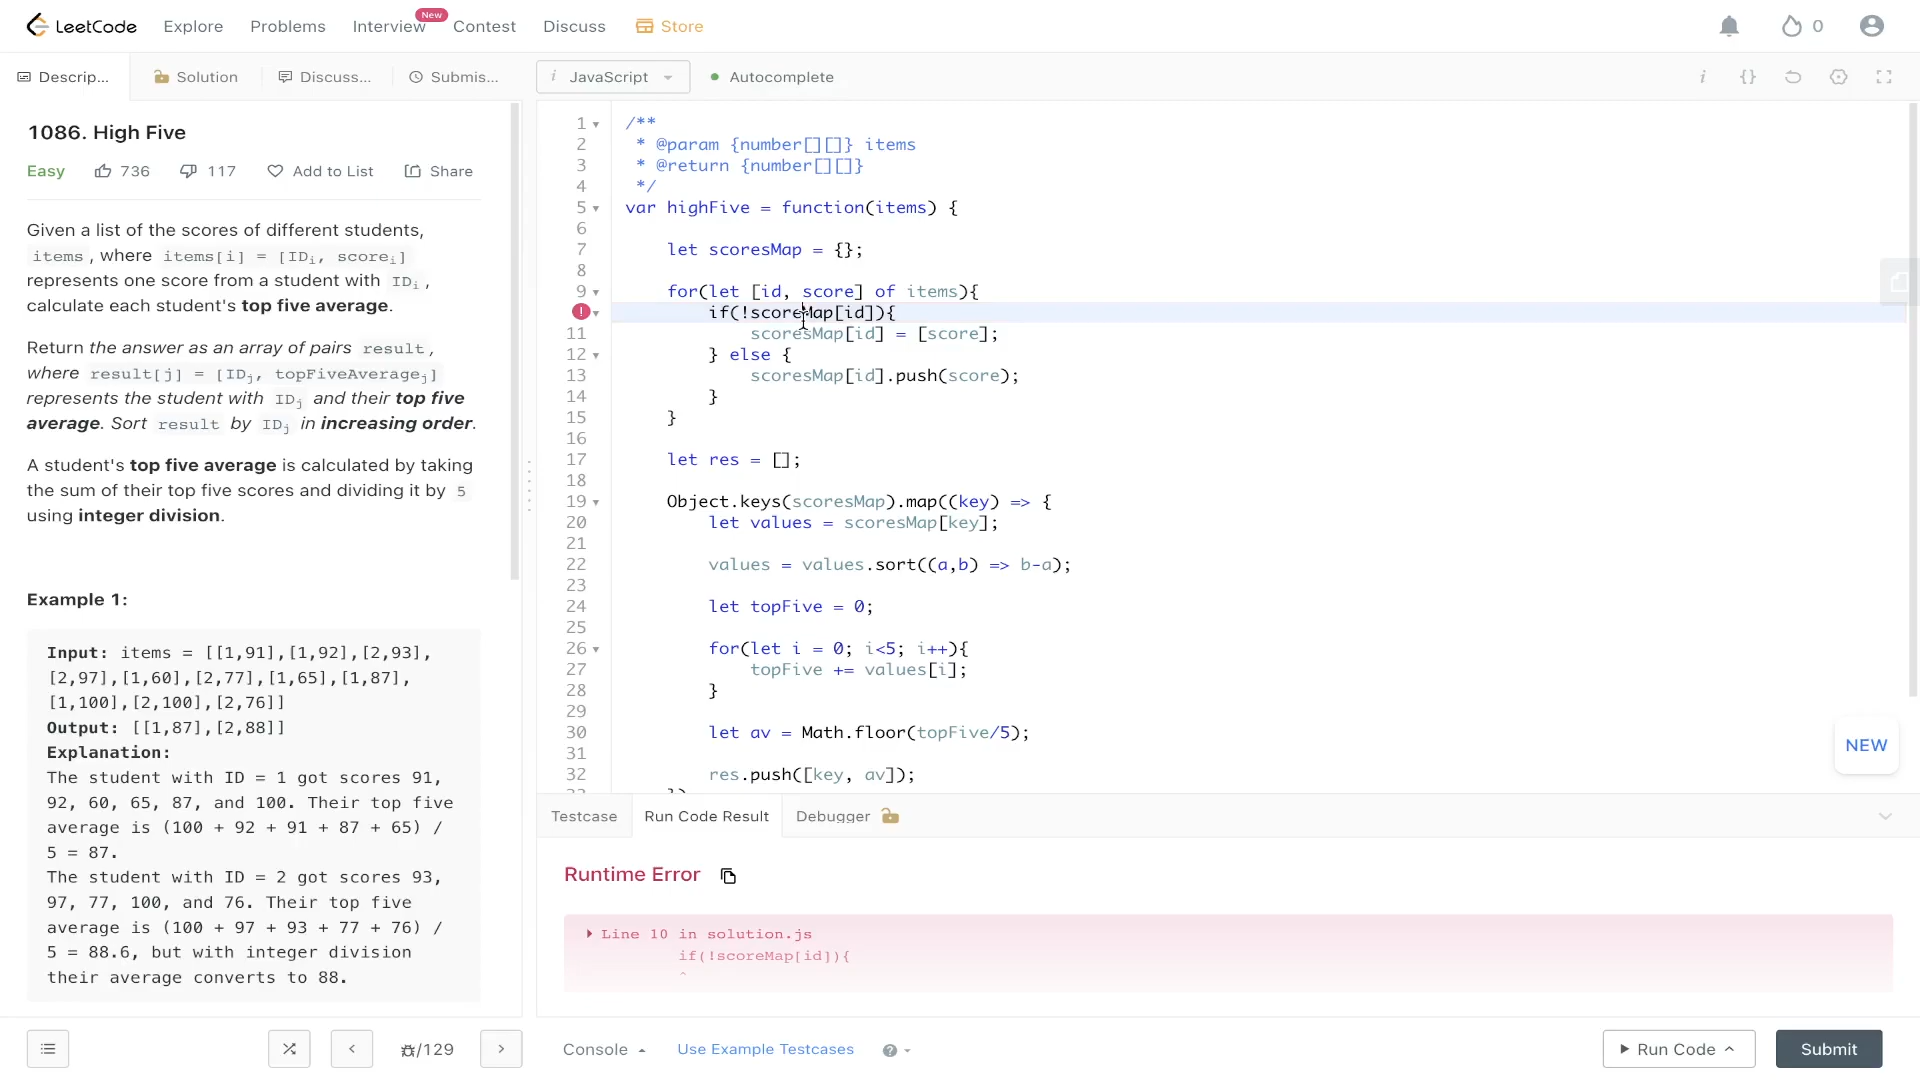 LeetCode Explore Problems Interview New Contest Discuss Store 0
Descrip... Solution Discuss... Submis... i JavaScript Autocomplete i {}
1086. High Five
Easy 736 117 Add to List Share
Given a list of the scores of different students,
items, where items[i] = [IDi, scorei]
represents one score from a student with IDi,
calculate each student's top five average.
Return the answer as an array of pairs result,
where result[j] = [IDj, topFiveAveragej]
represents the student with IDj and their top five
average. Sort result by IDj in increasing order.
A student's top five average is calculated by taking
the sum of their top five scores and dividing it by 5
using integer division.
Example 1:
Input: items = [[1,91],[1,92],[2,93],
[2,97],[1,60],[2,77],[1,65],[1,87],
[1,100],[2,100],[2,76]]
Output: [[1,87],[2,88]]
Explanation:
The student with ID = 1 got scores 91,
92, 60, 65, 87, and 100. Their top five
average is (100 + 92 + 91 + 87 + 65) /
5 = 87.
The student with ID = 2 got scores 93,
97, 77, 100, and 76. Their top five
average is (100 + 97 + 93 + 77 + 76) /
5 = 88.6, but with integer division
their average converts to 88.
1 /**
2 * @param {number[][]} items
3 * @return {number[][]}
4 */
5 var highFive = function(items) {
6
7 let scoresMap = {};
8
9 for(let [id, score] of items){
if(!scoreMap[id]){
11 scoresMap[id] = [score];
12 } else {
13 scoresMap[id].push(score);
14 }
15 }
16
17 let res = [];
18
19 Object.keys(scoresMap).map((key) => {
20 let values = scoresMap[key];
21
22 values = values.sort((a,b) => b-a);
23
24 let topFive = 0;
25
26 for(let i = 0; i<5; i++){
27 topFive += values[i];
28 }
29
30 let av = Math.floor(topFive/5);
31
32 res.push([key, av]);
NEW
Testcase Run Code Result Debugger
Runtime Error
Line 10 in solution.js
if(!scoreMap[id]){
^
/129 Console Use Example Testcases Run Code Submit